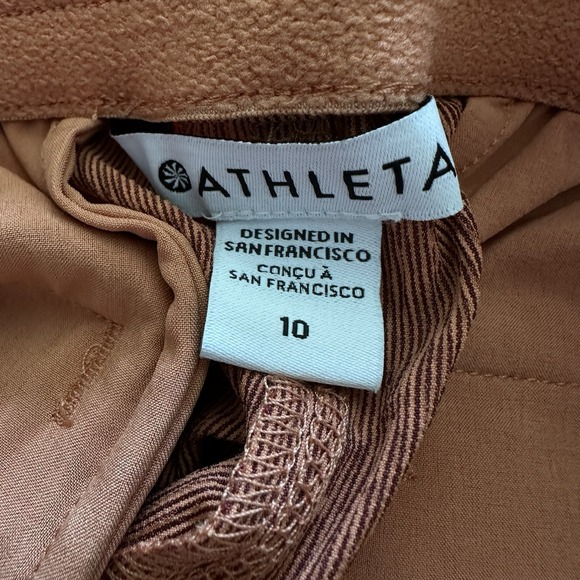 ATHLETA
DESIGNED IN
SAN FRANCISCO
CONÇU À
SAN FRANCISCO
10